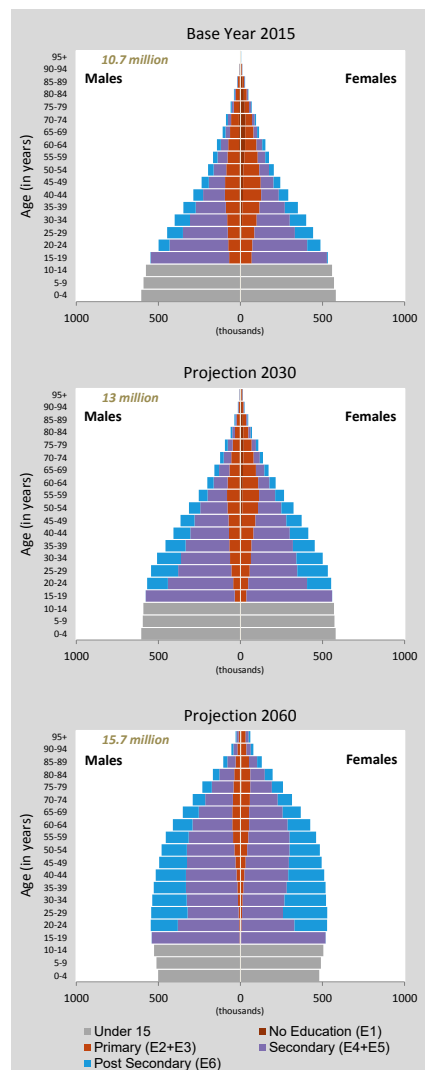 Base Year 2015
10.7 million
Males
Females
Age (in years)
95+
90-94
85-89
80-84
75-79
70-74
65-69
60-64
55-59
50-54
45-49
40-44
35-39
30-34
25-29
20-24
15-19
10-14
5-9
0-4
1000 500 0 500 1000
(thousands)
Projection 2030
13 million
Males
Females
Age (in years)
95+
90-94
85-89
80-84
75-79
70-74
65-69
60-64
55-59
50-54
45-49
40-44
35-39
30-34
25-29
20-24
15-19
10-14
5-9
0-4
1000 500 0 500 1000
(thousands)
Projection 2060
15.7 million
Males
Females
Age (in years)
95+
90-94
85-89
80-84
75-79
70-74
65-69
60-64
55-59
50-54
45-49
40-44
35-39
30-34
25-29
20-24
15-19
10-14
5-9
0-4
1000 500 0 500 1000
(thousands)
Under 15 No Education (E1)
Primary (E2+E3) Secondary (E4+E5)
Post Secondary (E6)